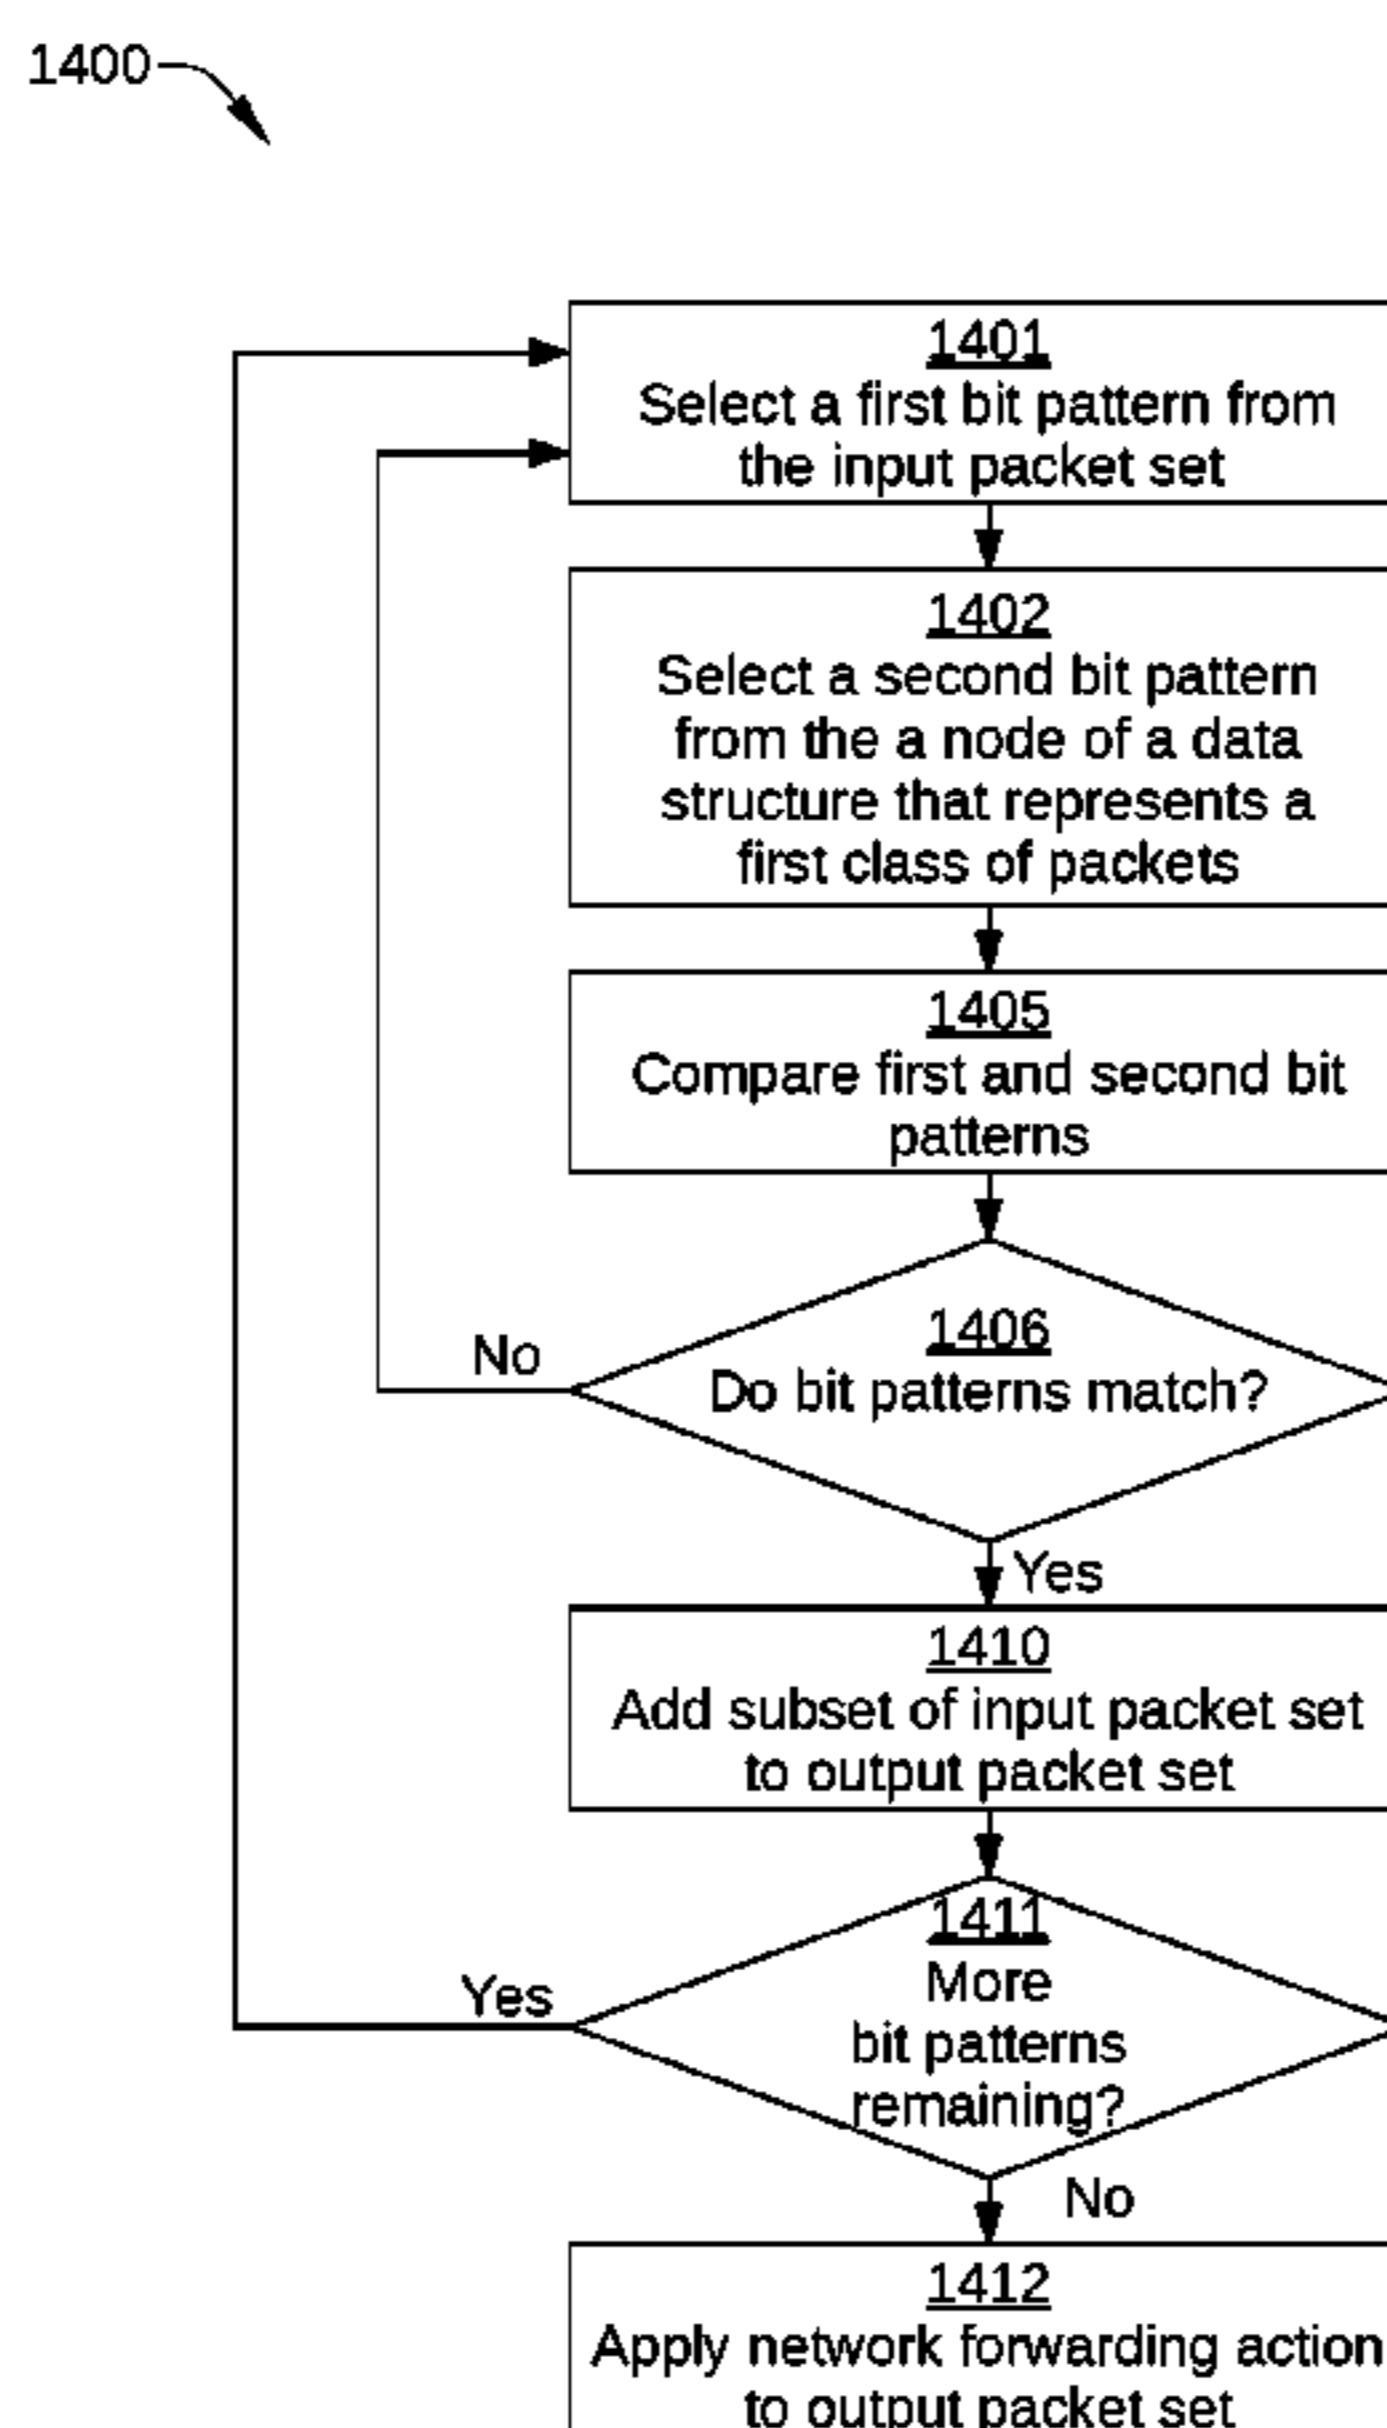 1400
1401
Select a first bit pattern from
the input packet set
1402
Select a second bit pattern
from the a node of a data
structure that represents a
first class of packets
1405
Compare first and second bit
patterns
1406
No
Do bit patterns match?
Yes
1410
Add subset of input packet set
to output packet set
1411
Yes
More
bit patterns
remaining?
No
1412
Apply network forwarding action
to output packet set